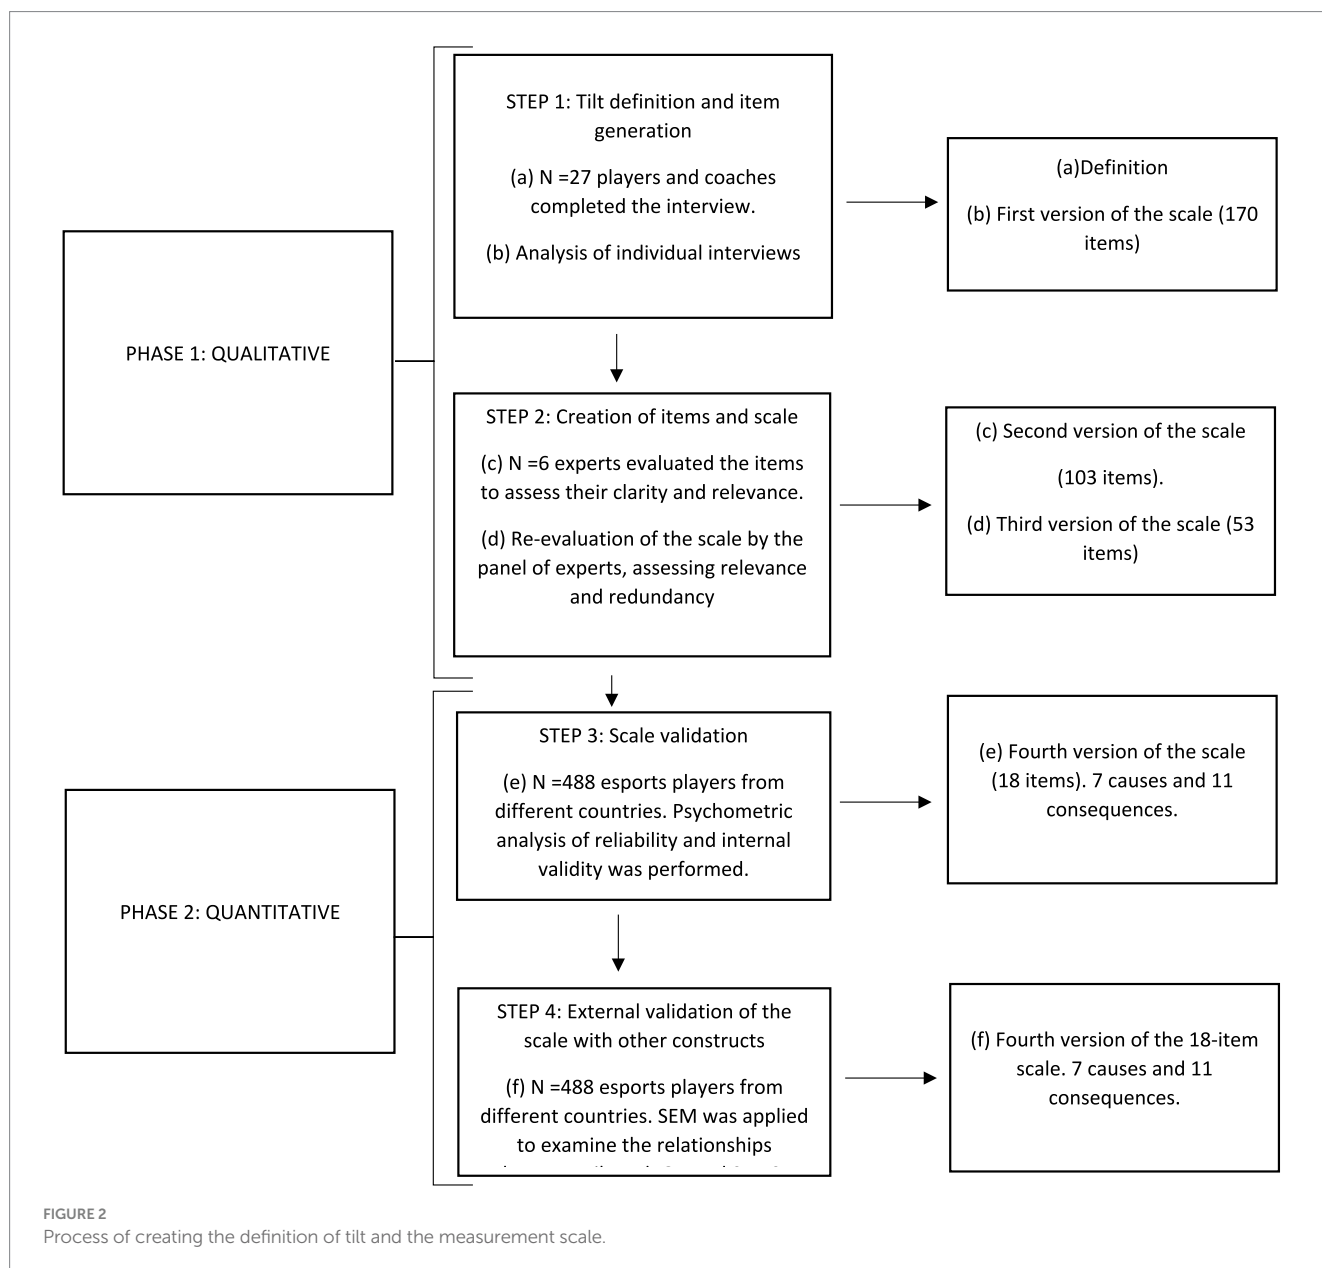 PHASE 1: QUALITATIVE
STEP 1: Tilt definition and item
generation
(a) N =27 players and coaches
completed the interview.
(b) Analysis of individual interviews
(a)Definition
(b) First version of the scale (170
items)
STEP 2: Creation of items and scale
(c) N =6 experts evaluated the items
to assess their clarity and relevance.
(d) Re-evaluation of the scale by the
panel of experts, assessing relevance
and redundancy
(c) Second version of the scale
(103 items).
(d) Third version of the scale (53
items)
PHASE 2: QUANTITATIVE
STEP 3: Scale validation
(e) N =488 esports players from
different countries. Psychometric
analysis of reliability and internal
validity was performed.
(e) Fourth version of the scale
(18 items). 7 causes and 11
consequences.
STEP 4: External validation of the
scale with other constructs
(f) N =488 esports players from
different countries. SEM was applied
to examine the relationships
(f) Fourth version of the 18-item
scale. 7 causes and 11
consequences.
FIGURE 2
Process of creating the definition of tilt and the measurement scale.